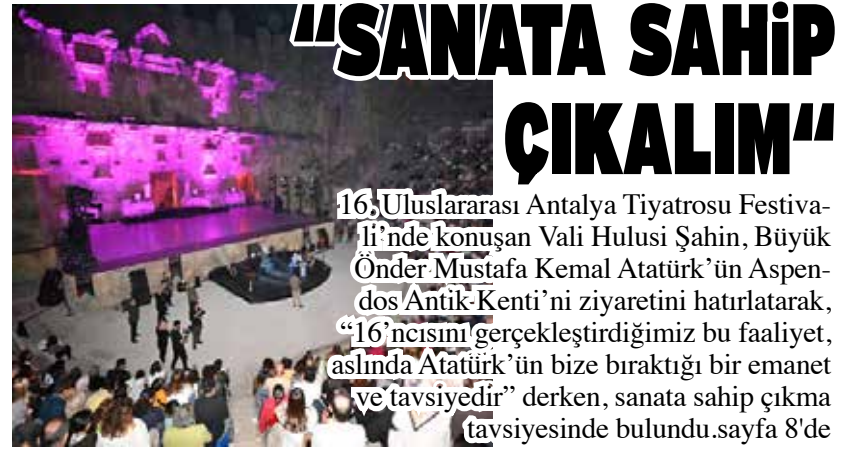 “SANATA SAHİP
ÇIKALIM“
16. Uluslararası Antalya Tiyatrosu Festiva-
li’nde konuşan Vali Hulusi Şahin, Büyük
Önder Mustafa Kemal Atatürk’ün Aspen-
dos Antik Kenti’ni ziyaretini hatırlatarak,
“16’ncısını gerçekleştirdiğimiz bu faaliyet,
aslında Atatürk’ün bize bıraktığı bir emanet
ve tavsiyedir” derken, sanata sahip çıkma
tavsiyesinde bulundu.sayfa 8'de